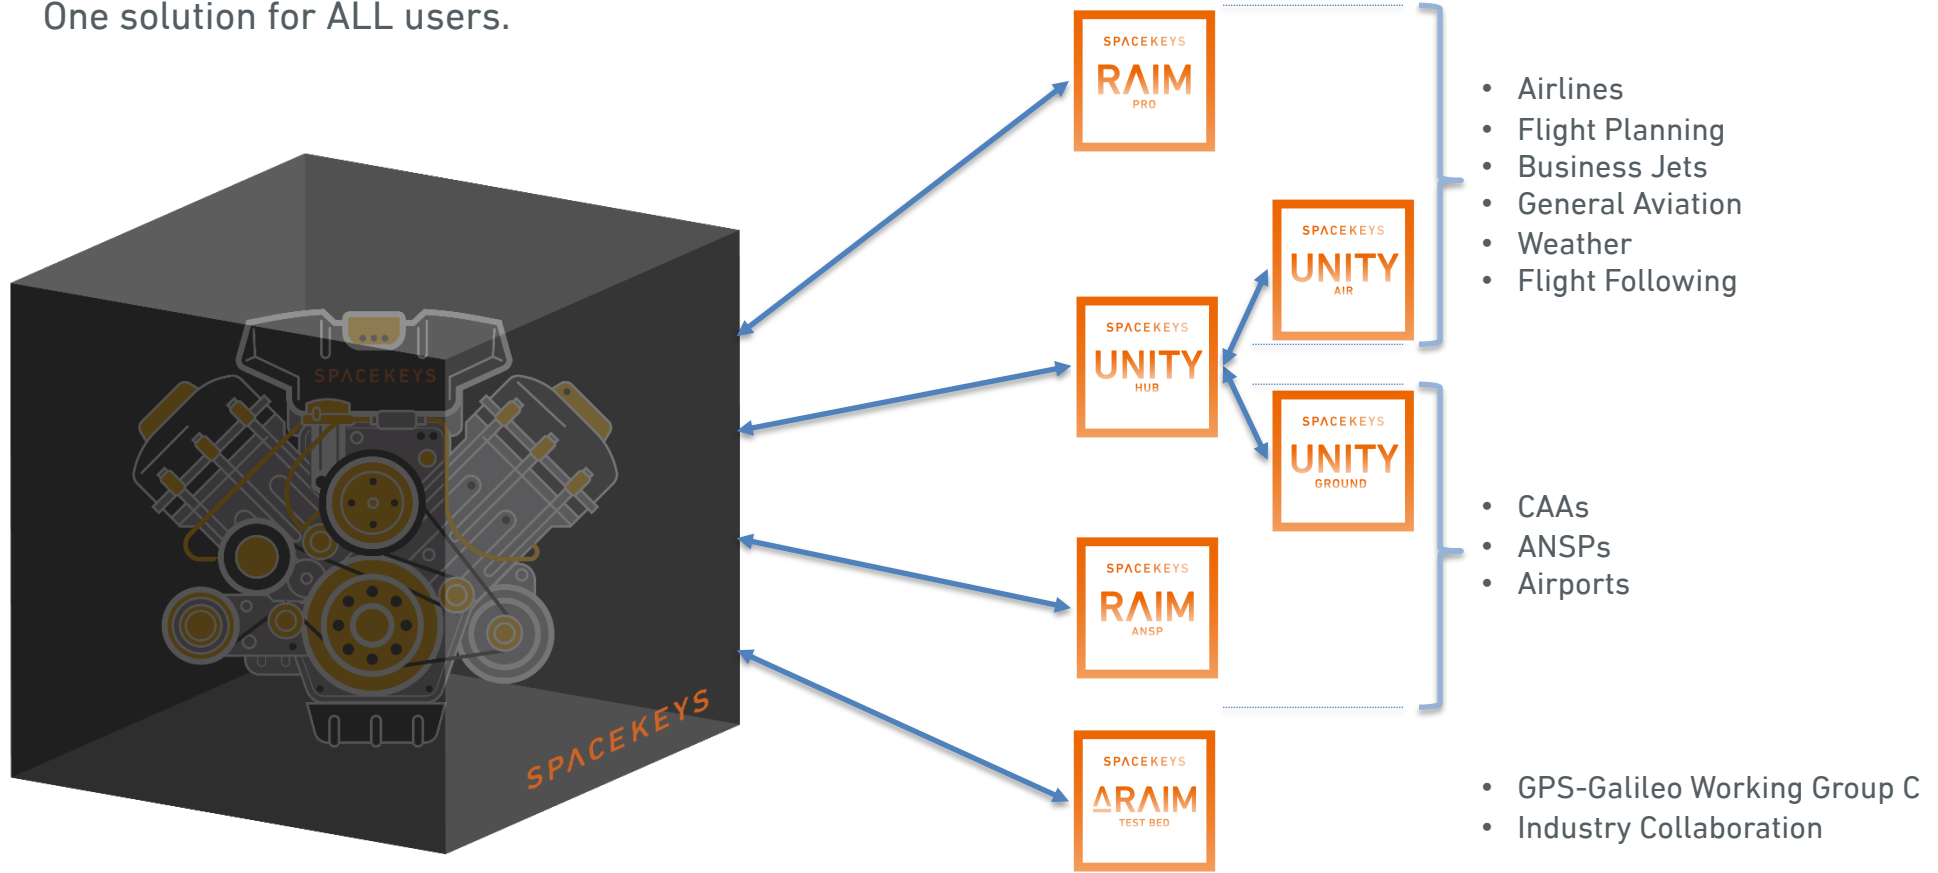 One solution for ALL users.
SPACEKEYS
RAIM
PRO
• Airlines
• Flight Planning
• Business Jets
• General Aviation
• Weather
• Flight Following
SPACEKEYS
UNITY
AIR
SPACEKEYS
UNITY
HUB
SPACEKEYS
SPACEKEYS
UNITY
GROUND
• CAAs
• ANSPs
• Airports
SPACEKEYS
RAIM
ANSP
SPACEKEYS
SPACEKEYS
ARAIM
TEST BED
• GPS-Galileo Working Group C
• Industry Collaboration